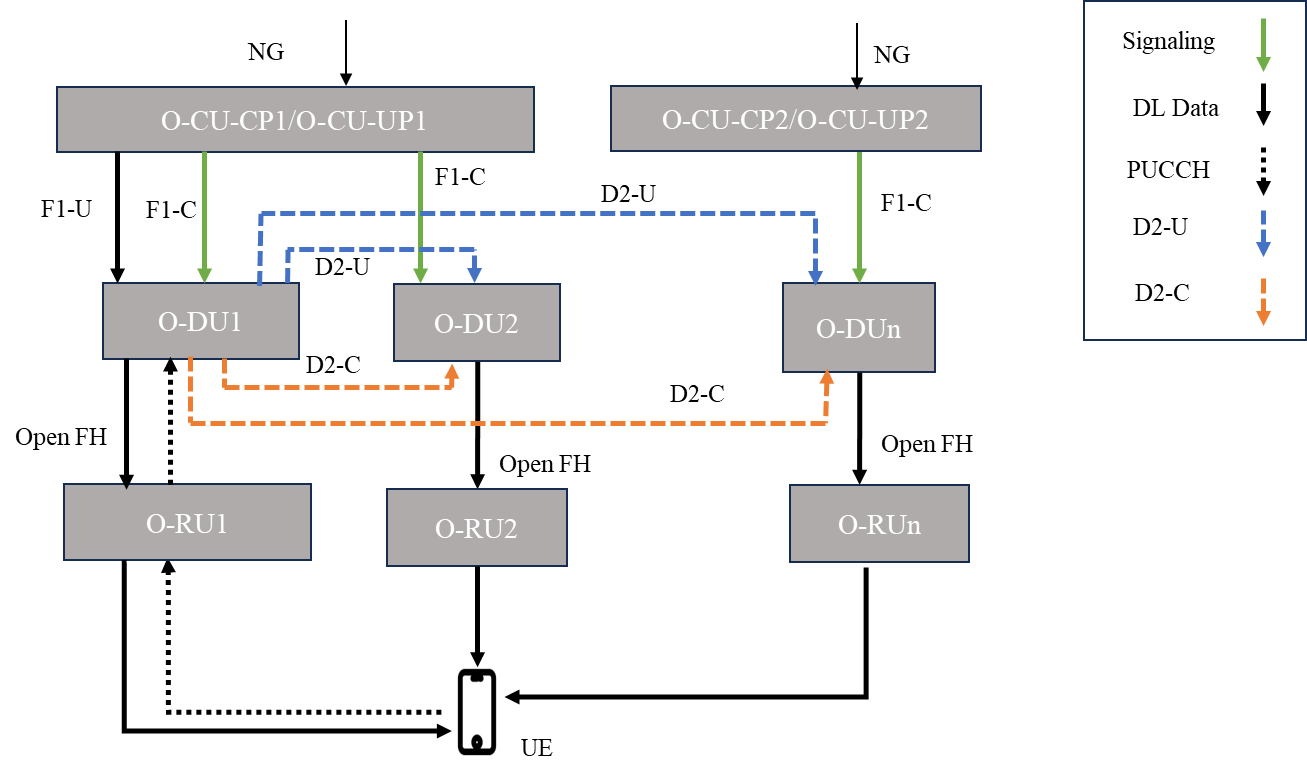 NG
NG
Signaling
DL Data
PUCCH
D2-U
D2-C
O-CU-CP1/O-CU-UP1
O-CU-CP2/O-CU-UP2
F1-U
F1-C
F1-C
D2-U
F1-C
D2-U
O-DU1
O-DU2
O-DUn
D2-C
D2-C
Open FH
Open FH
Open FH
O-RU1
O-RU2
O-RUn
UE